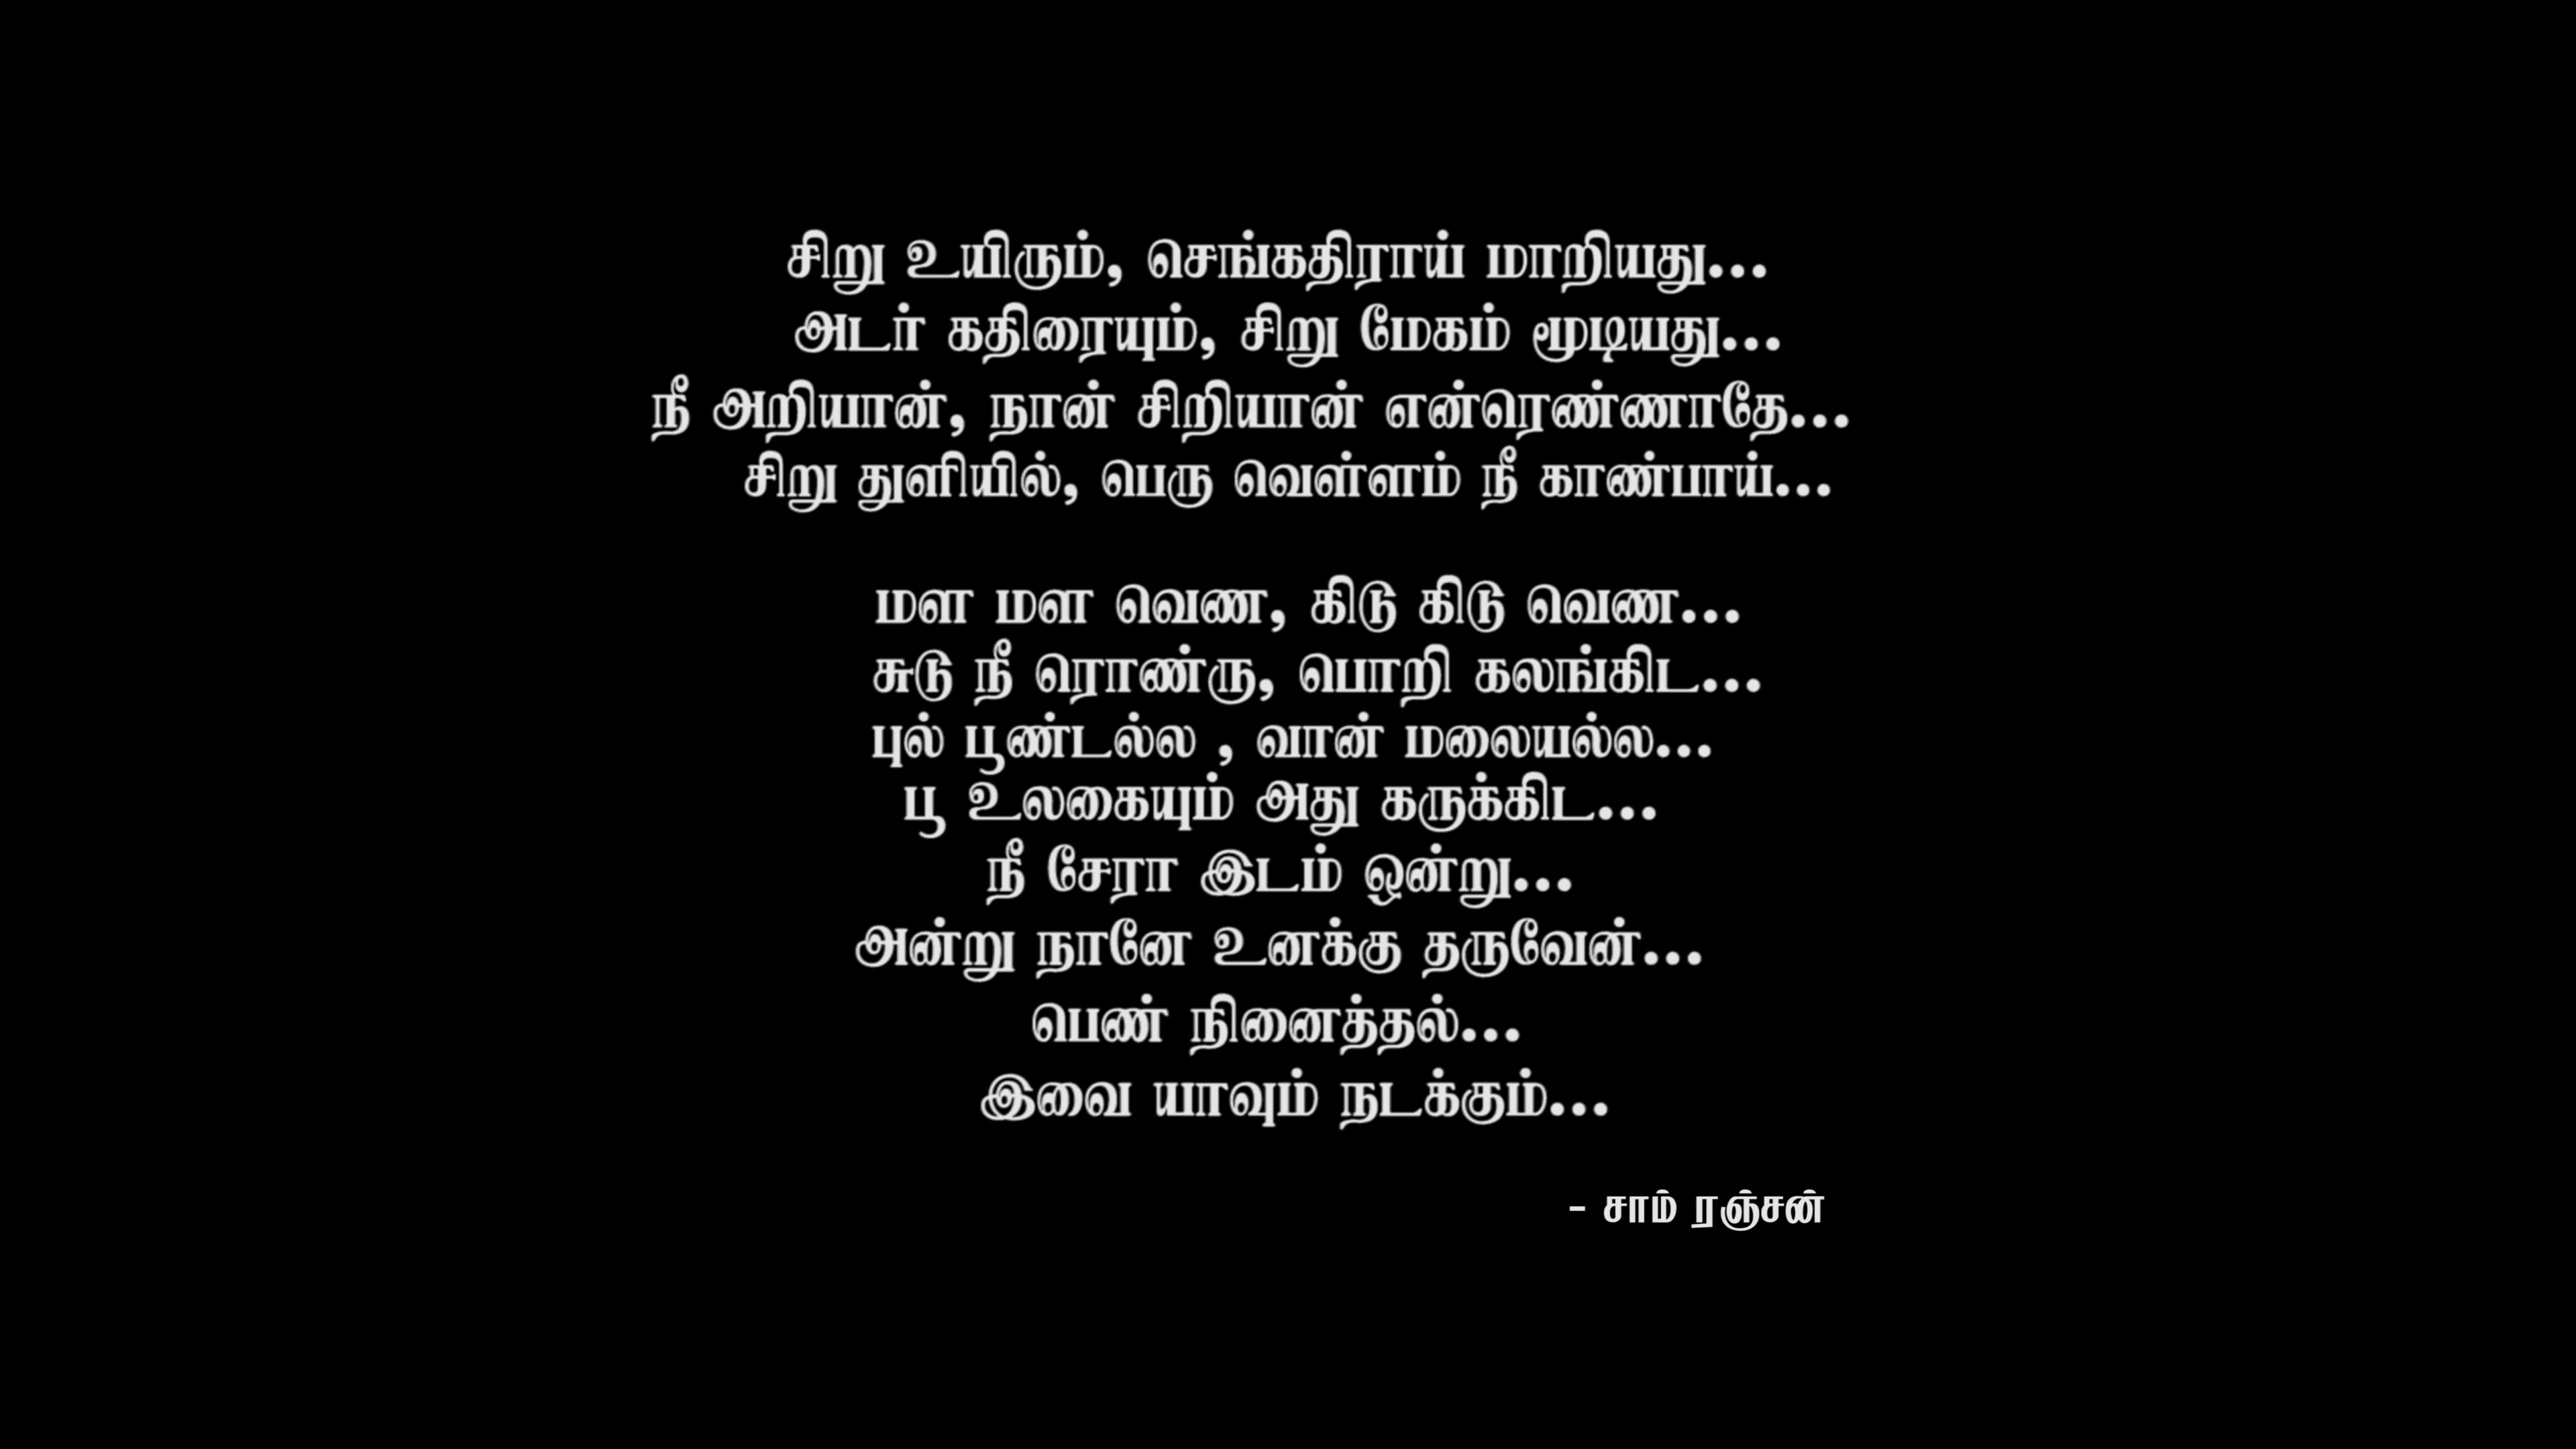 சிறு உயிரும், செங்கதிராய் மாறியது...
அடர் கதிரையும், சிறு மேகம் மூடியது...
நீ அறியான், நான் சிறியான் என்ரெண்ணாதே...
சிறு துளியில், பெரு வெள்ளம் நீ காண்பாய்...
மள மள வெண, கிடு கிடு வெண...
சுடு நீ ரொண்ரு, பொறி கலங்கிட...
புல் பூண்டல்ல , வான் மலையல்ல...
பூ உலகையும் அது கருக்கிட...
நீ சேரா இடம் ஒன்று...
அன்று நானே உனக்கு தருவேன்...
பெண் நினைத்தல்...
இவை யாவும் நடக்கும்...
- சாம் ரஞ்சன்